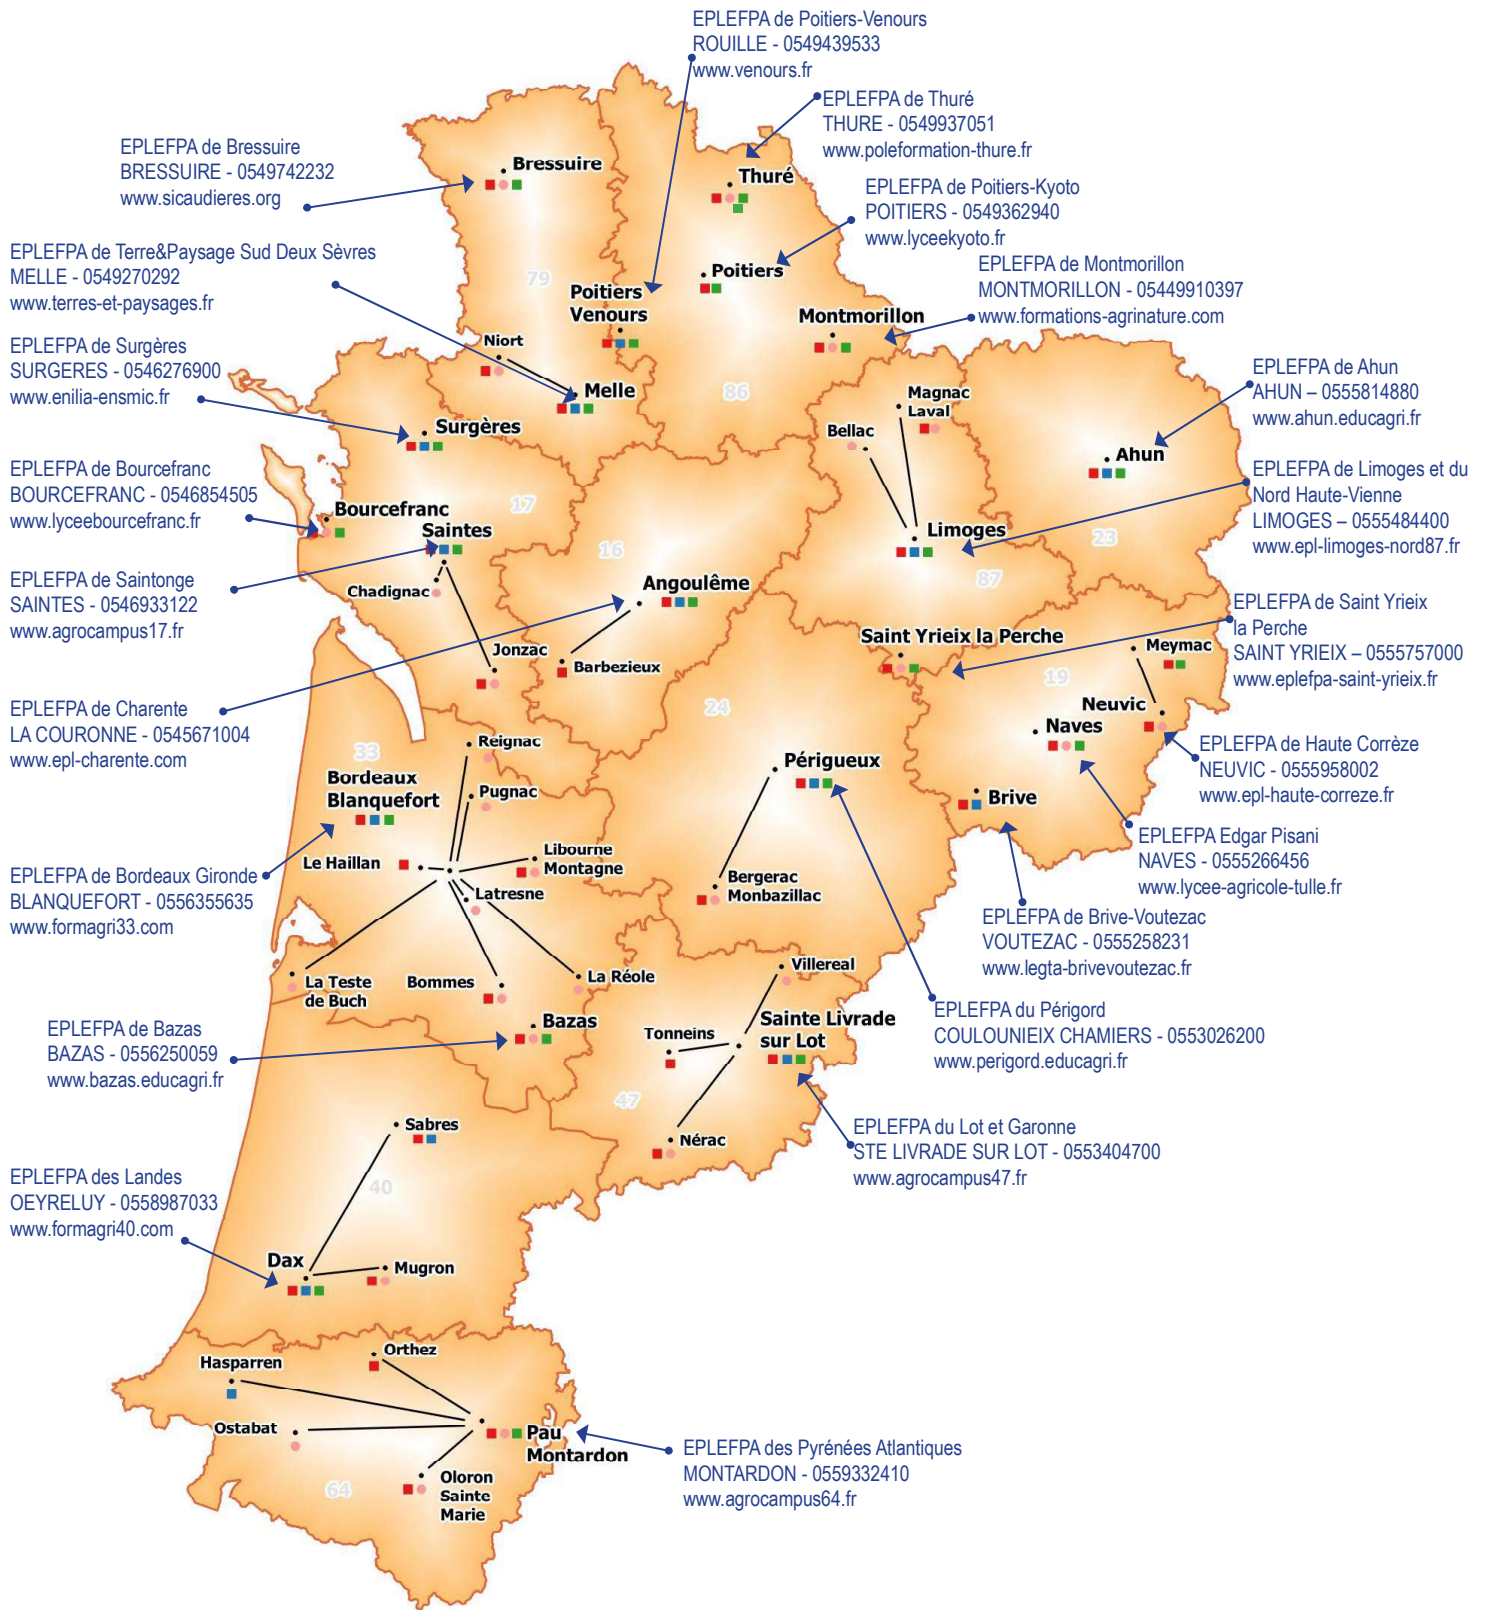 EPLEFPA de Poitiers-Venours
ROUILLE - 0549439533
www.venours.fr
EPLEFPA de Thuré
THURE - 0549937051
www.poleformation-thure.fr
EPLEFPA de Bressuire
BRESSUIRE - 0549742232
www.sicaudieres.org
EPLEFPA de Poitiers-Kyoto
POITIERS - 0549362940
www.lyceekyoto.fr
EPLEFPA de Terre&Paysage Sud Deux Sèvres
MELLE - 0549270292
www.terres-et-paysages.fr
EPLEFPA de Montmorillon
MONTMORILLON - 05449910397
www.formations-agrinature.com
EPLEFPA de Surgères
SURGERES - 0546276900
www.enilia-ensmic.fr
EPLEFPA de Ahun
AHUN – 0555814880
www.ahun.educagri.fr
EPLEFPA de Bourcefranc
BOURCEFRANC - 0546854505
www.lyceebourcefranc.fr
EPLEFPA de Limoges et du
Nord Haute-Vienne
LIMOGES – 0555484400
www.epl-limoges-nord87.fr
EPLEFPA de Saintonge
SAINTES - 0546933122
www.agrocampus17.fr
EPLEFPA de Saint Yrieix
la Perche
SAINT YRIEIX – 0555757000
www.eplefpa-saint-yrieix.fr
EPLEFPA de Charente
LA COURONNE - 0545671004
www.epl-charente.com
EPLEFPA de Haute Corrèze
NEUVIC - 0555958002
www.epl-haute-correze.fr
EPLEFPA Edgar Pisani
NAVES - 0555266456
www.lycee-agricole-tulle.fr
EPLEFPA de Bordeaux Gironde
BLANQUEFORT - 0556355635
www.formagri33.com
EPLEFPA de Brive-Voutezac
VOUTEZAC - 0555258231
www.legta-brivevoutezac.fr
EPLEFPA du Périgord
COULOUNIEIX CHAMIERS - 0553026200
www.perigord.educagri.fr
EPLEFPA de Bazas
BAZAS - 0556250059
www.bazas.educagri.fr
EPLEFPA du Lot et Garonne
STE LIVRADE SUR LOT - 0553404700
www.agrocampus47.fr
EPLEFPA des Landes
OEYRELUY - 0558987033
www.formagri40.com
EPLEFPA des Pyrénées Atlantiques
MONTARDON - 0559332410
www.agrocampus64.fr
Bressuire
Thuré
79
Poitiers
Poitiers
Venours
Montmorillon
Niort
Melle
86
Magnac
Laval
Bellac
Surgères
Ahun
Bourcefranc
17
Saintes
16
Limoges
23
87
Chadignac
Angoulême
Jonzac
Barbezieux
Saint Yrieix la Perche
Meymac
19
Neuvic
Naves
24
33
Reignac
Bordeaux
Blanquefort
Pugnac
Périgueux
Brive
Le Haillan
Libourne
Montagne
Latresne
Bergerac
Monbazillac
La Teste
de Buch
Bommes
La Réole
Villereal
Bazas
Tonneins
Sainte Livrade
sur Lot
47
Sabres
Nérac
40
Dax
Mugron
Orthez
Hasparren
Ostabat
Pau
Montardon
64
Oloron
Sainte
Marie